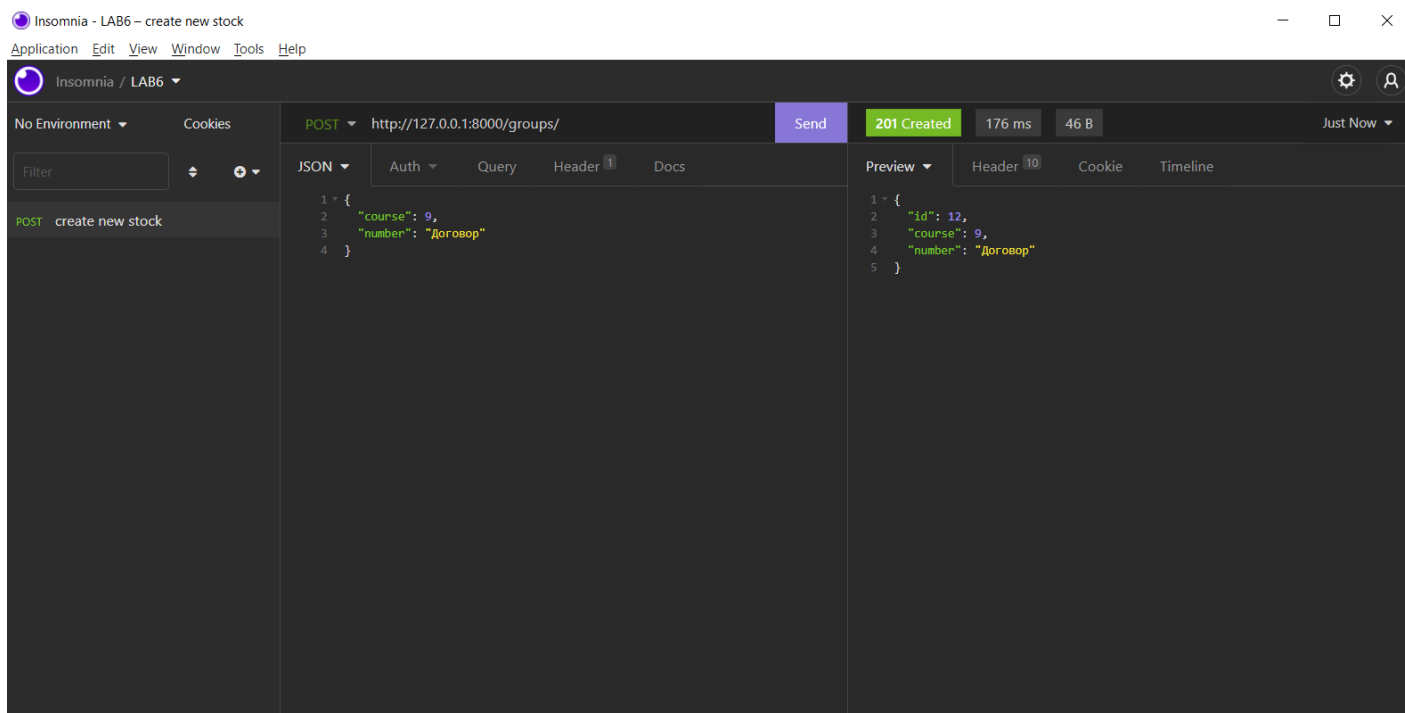 Insomnia - LAB6 – create new stock
Application Edit View Window Tools Help
Insomnia / LAB6
No Environment Cookies
POST http://127.0.0.1:8000/groups/ Send
201 Created 176 ms 46 B Just Now
Filter
JSON Auth Query Header 1 Docs
Preview Header 10 Cookie Timeline
POST create new stock
1 {
2 "course": 9,
3 "number": "Договор"
4 }
1 {
2 "id": 12,
3 "course": 9,
4 "number": "Договор"
5 }